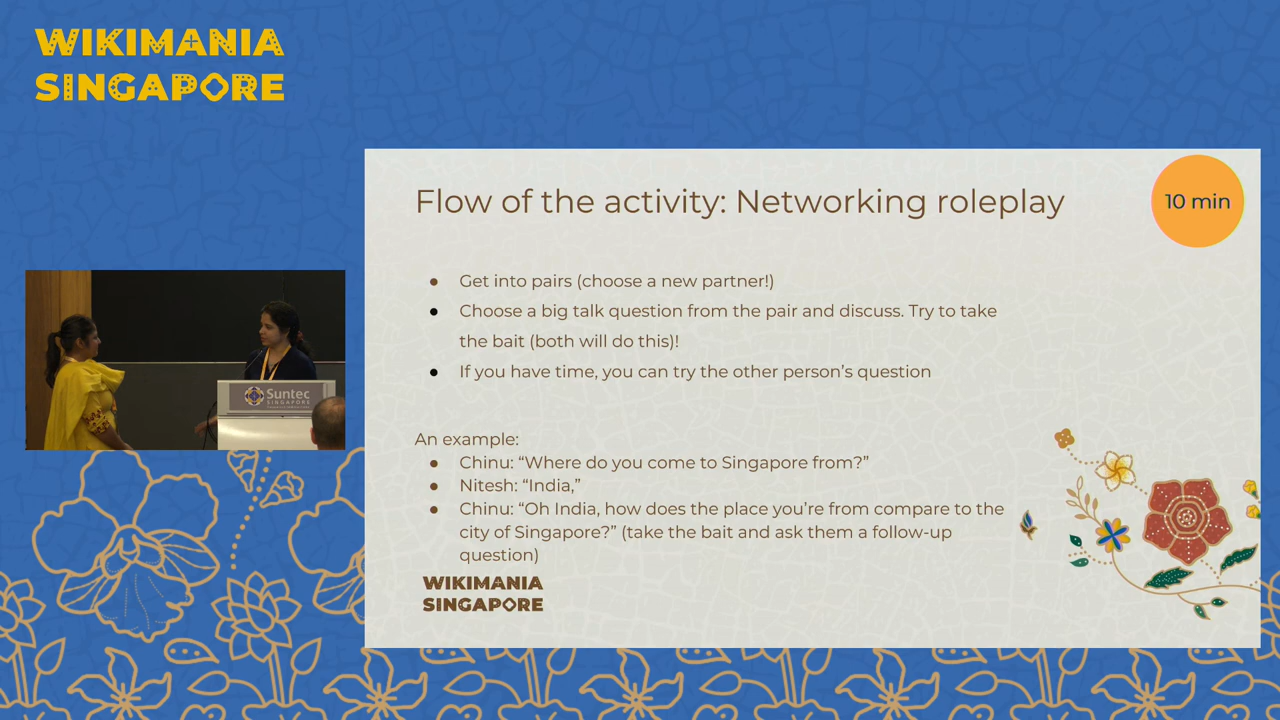 WIKIMANIA
SINGAPORE
Flow of the activity: Networking roleplay
10 min
● Get into pairs (choose a new partner!)
● Choose a big talk question from the pair and discuss. Try to take
the bait (both will do this)!
● If you have time, you can try the other person’s question
An example:
● Chinu: “Where do you come to Singapore from?”
● Nitesh: “India,”
● Chinu: “Oh India, how does the place you’re from compare to the
city of Singapore?” (take the bait and ask them a follow-up
question)
WIKIMANIA
SINGAPORE
Suntec
SINGAPORE